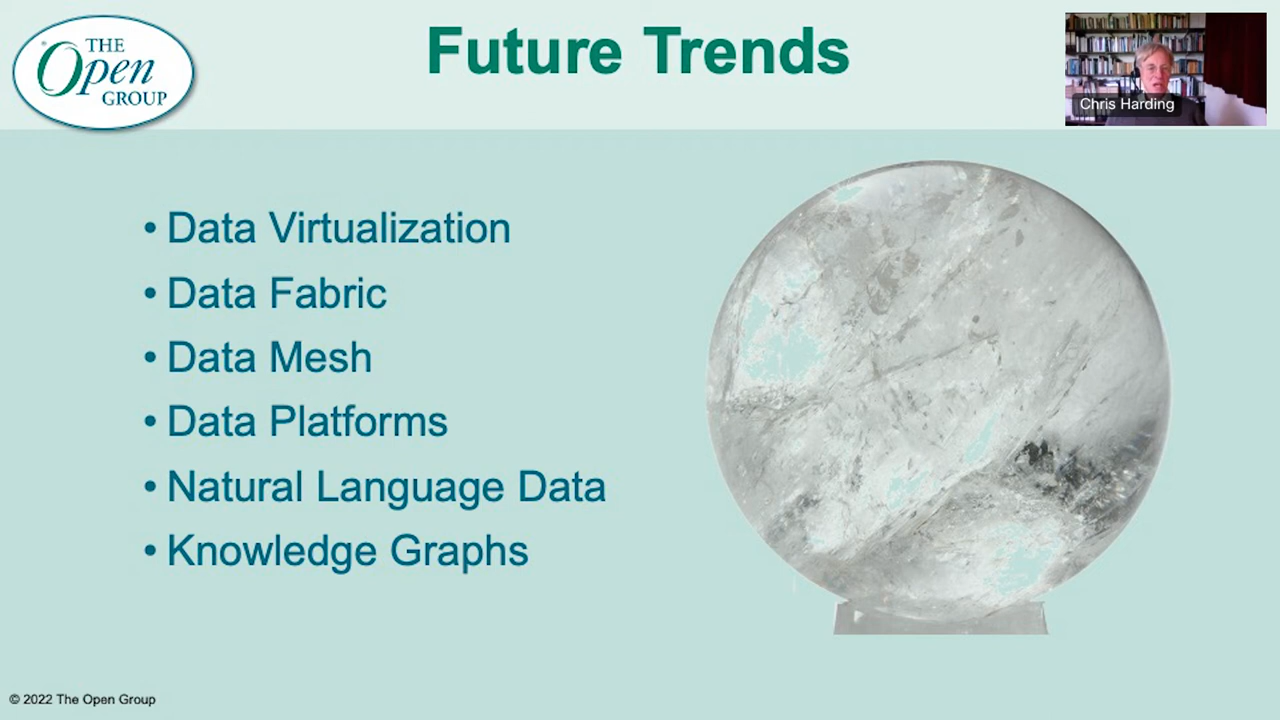 THE
Open
GROUP
Future Trends
Chris Harding
• Data Virtualization
• Data Fabric
• Data Mesh
• Data Platforms
• Natural Language Data
• Knowledge Graphs
© 2022 The Open Group